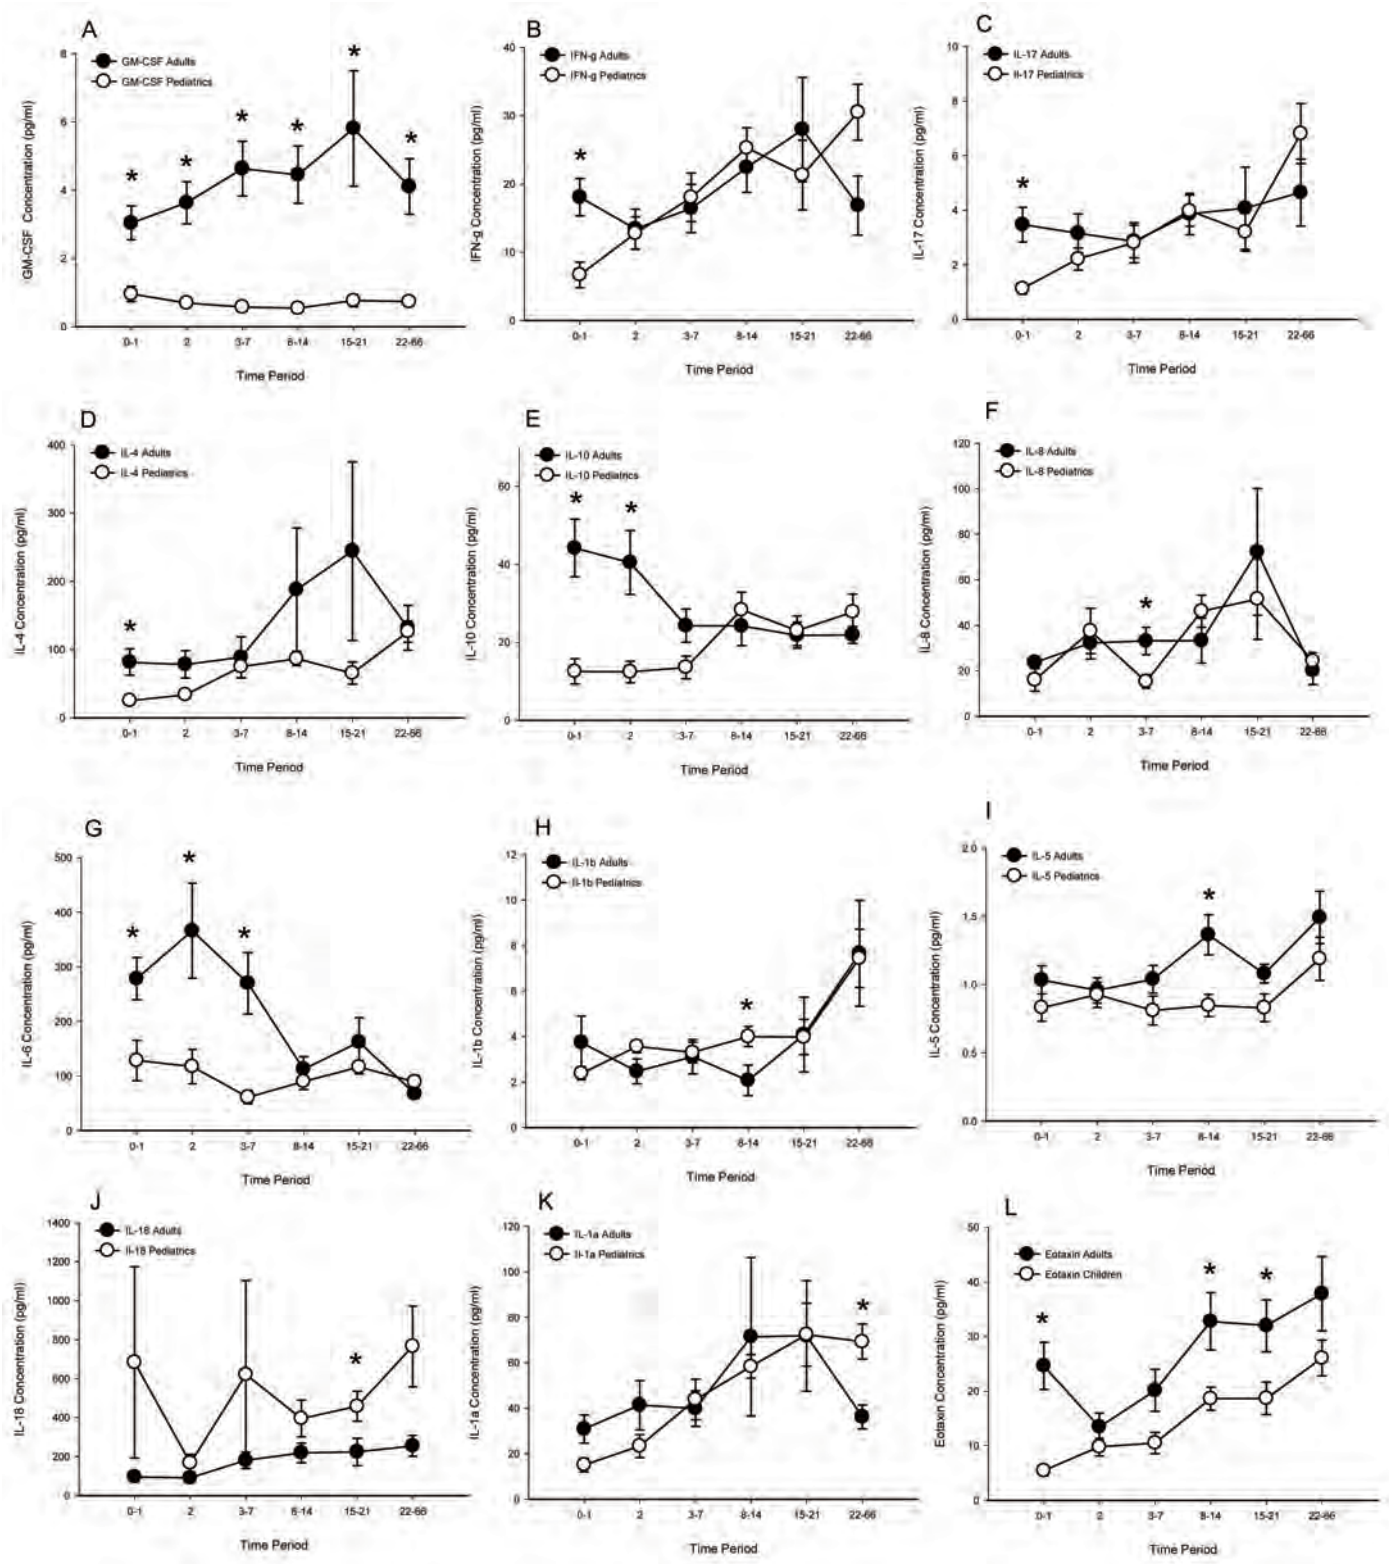 A
GM-CSF Adults
GM-CSF Pediatrics
GM-CSF Concentration (pg/ml)
8
6
4
2
0
0-1 2 3-7 8-14 15-21 22-66
Time Period
B
IFN-g Adults
IFN-g Pediatrics
IFN-g Concentration (pg/ml)
40
30
20
10
0
0-1 2 3-7 8-14 15-21 22-66
Time Period
C
IL-17 Adults
Il-17 Pediatrics
IL-17 Concentration (pg/ml)
10
8
6
4
2
0
0-1 2 3-7 8-14 15-21 22-66
Time Period
D
IL-4 Adults
IL-4 Pediatrics
IL-4 Concentration (pg/ml)
400
300
200
100
0
0-1 2 3-7 8-14 15-21 22-66
Time Period
E
IL-10 Adults
IL-10 Pediatrics
IL-10 Concentration (pg/ml)
60
40
20
0
0-1 2 3-7 8-14 15-21 22-66
Time Period
F
IL-8 Adults
IL-8 Pediatrics
IL-8 Concentration (pg/ml)
120
100
80
60
40
20
0
0-1 2 3-7 8-14 15-21 22-66
Time Period
G
IL-6 Concentration (pg/ml)
500
400
300
200
100
0
0-1 2 3-7 8-14 15-21 22-66
Time Period
H
IL-1b Adults
Il-1b Pediatrics
IL-1b Concentration (pg/ml)
12
10
8
6
4
2
0
0-1 2 3-7 8-14 15-21 22-66
Time Period
I
IL-5 Adults
IL-5 Pediatrics
IL-5 Concentration (pg/ml)
2.0
1.5
1.0
0.5
0.0
0-1 2 3-7 8-14 15-21 22-66
Time Period
J
IL-18 Adults
Il-18 Pediatrics
IL-18 Concentration (pg/ml)
1400
1200
1000
800
600
400
200
0
0-1 2 3-7 8-14 15-21 22-66
Time Period
K
IL-1a Adults
Il-1a Pediatrics
IL-1a Concentration (pg/ml)
120
100
80
60
40
20
0
0-1 2 3-7 8-14 15-21 22-66
Time Period
L
Eotaxin Adults
Eotaxin Children
Eotaxin Concentration (pg/ml)
50
40
30
20
10
0
0-1 2 3-7 8-14 15-21 22-66
Time Period